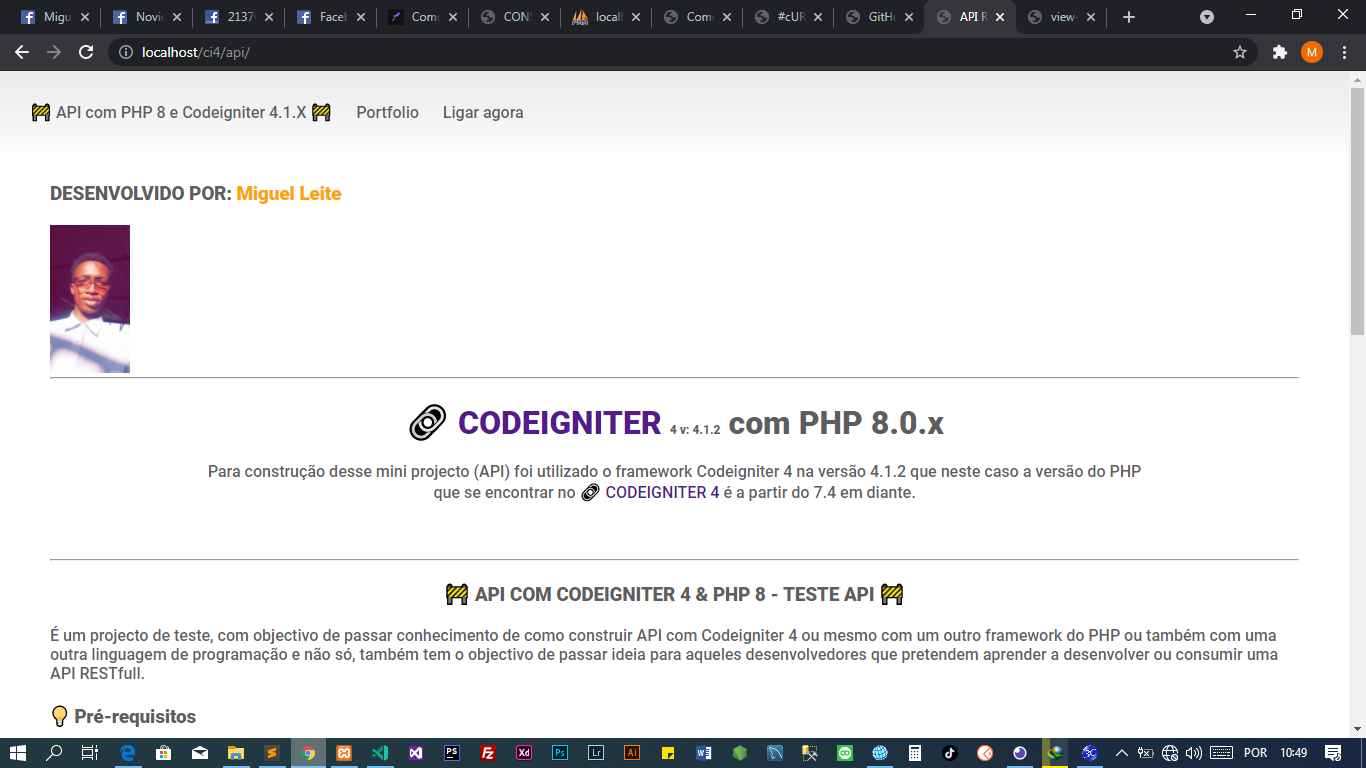 Migu
Novid
2137
Faceb
Como
CONS
locall
Como
#cUR
GitHu
API R
view-
localhost/ci4/api/
M
API com PHP 8 e Codeigniter 4.1.X
Portfolio
Ligar agora
DESENVOLVIDO POR: Miguel Leite
CODEIGNITER 4 v: 4.1.2 com PHP 8.0.x
Para construção desse mini projecto (API) foi utilizado o framework Codeigniter 4 na versão 4.1.2 que neste caso a versão do PHP
que se encontrar no CODEIGNITER 4 é a partir do 7.4 em diante.
API COM CODEIGNITER 4 & PHP 8 - TESTE API
É um projecto de teste, com objectivo de passar conhecimento de como construir API com Codeigniter 4 ou mesmo com um outro framework do PHP ou também com uma
outra linguagem de programação e não só, também tem o objectivo de passar ideia para aqueles desenvolvedores que pretendem aprender a desenvolver ou consumir uma
API RESTfull.
Pré-requisitos
POR
10:49